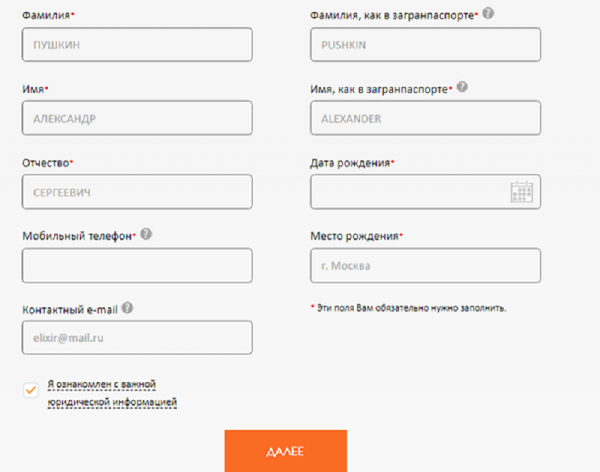 Фамилия*
Фамилия, как в загранпаспорте* ?
ПУШКИН
PUSHKIN
Имя*
Имя, как в загранпаспорте* ?
АЛЕКСАНДР
ALEXANDER
Отчество*
Дата рождения*
СЕРГЕЕВИЧ
Мобильный телефон* ?
Место рождения*
г. Москва
Контактный e-mail ?
* Эти поля Вам обязательно нужно заполнить.
elixir@mail.ru
Я ознакомлен с важной
юридической информацией
ДАЛЕЕ